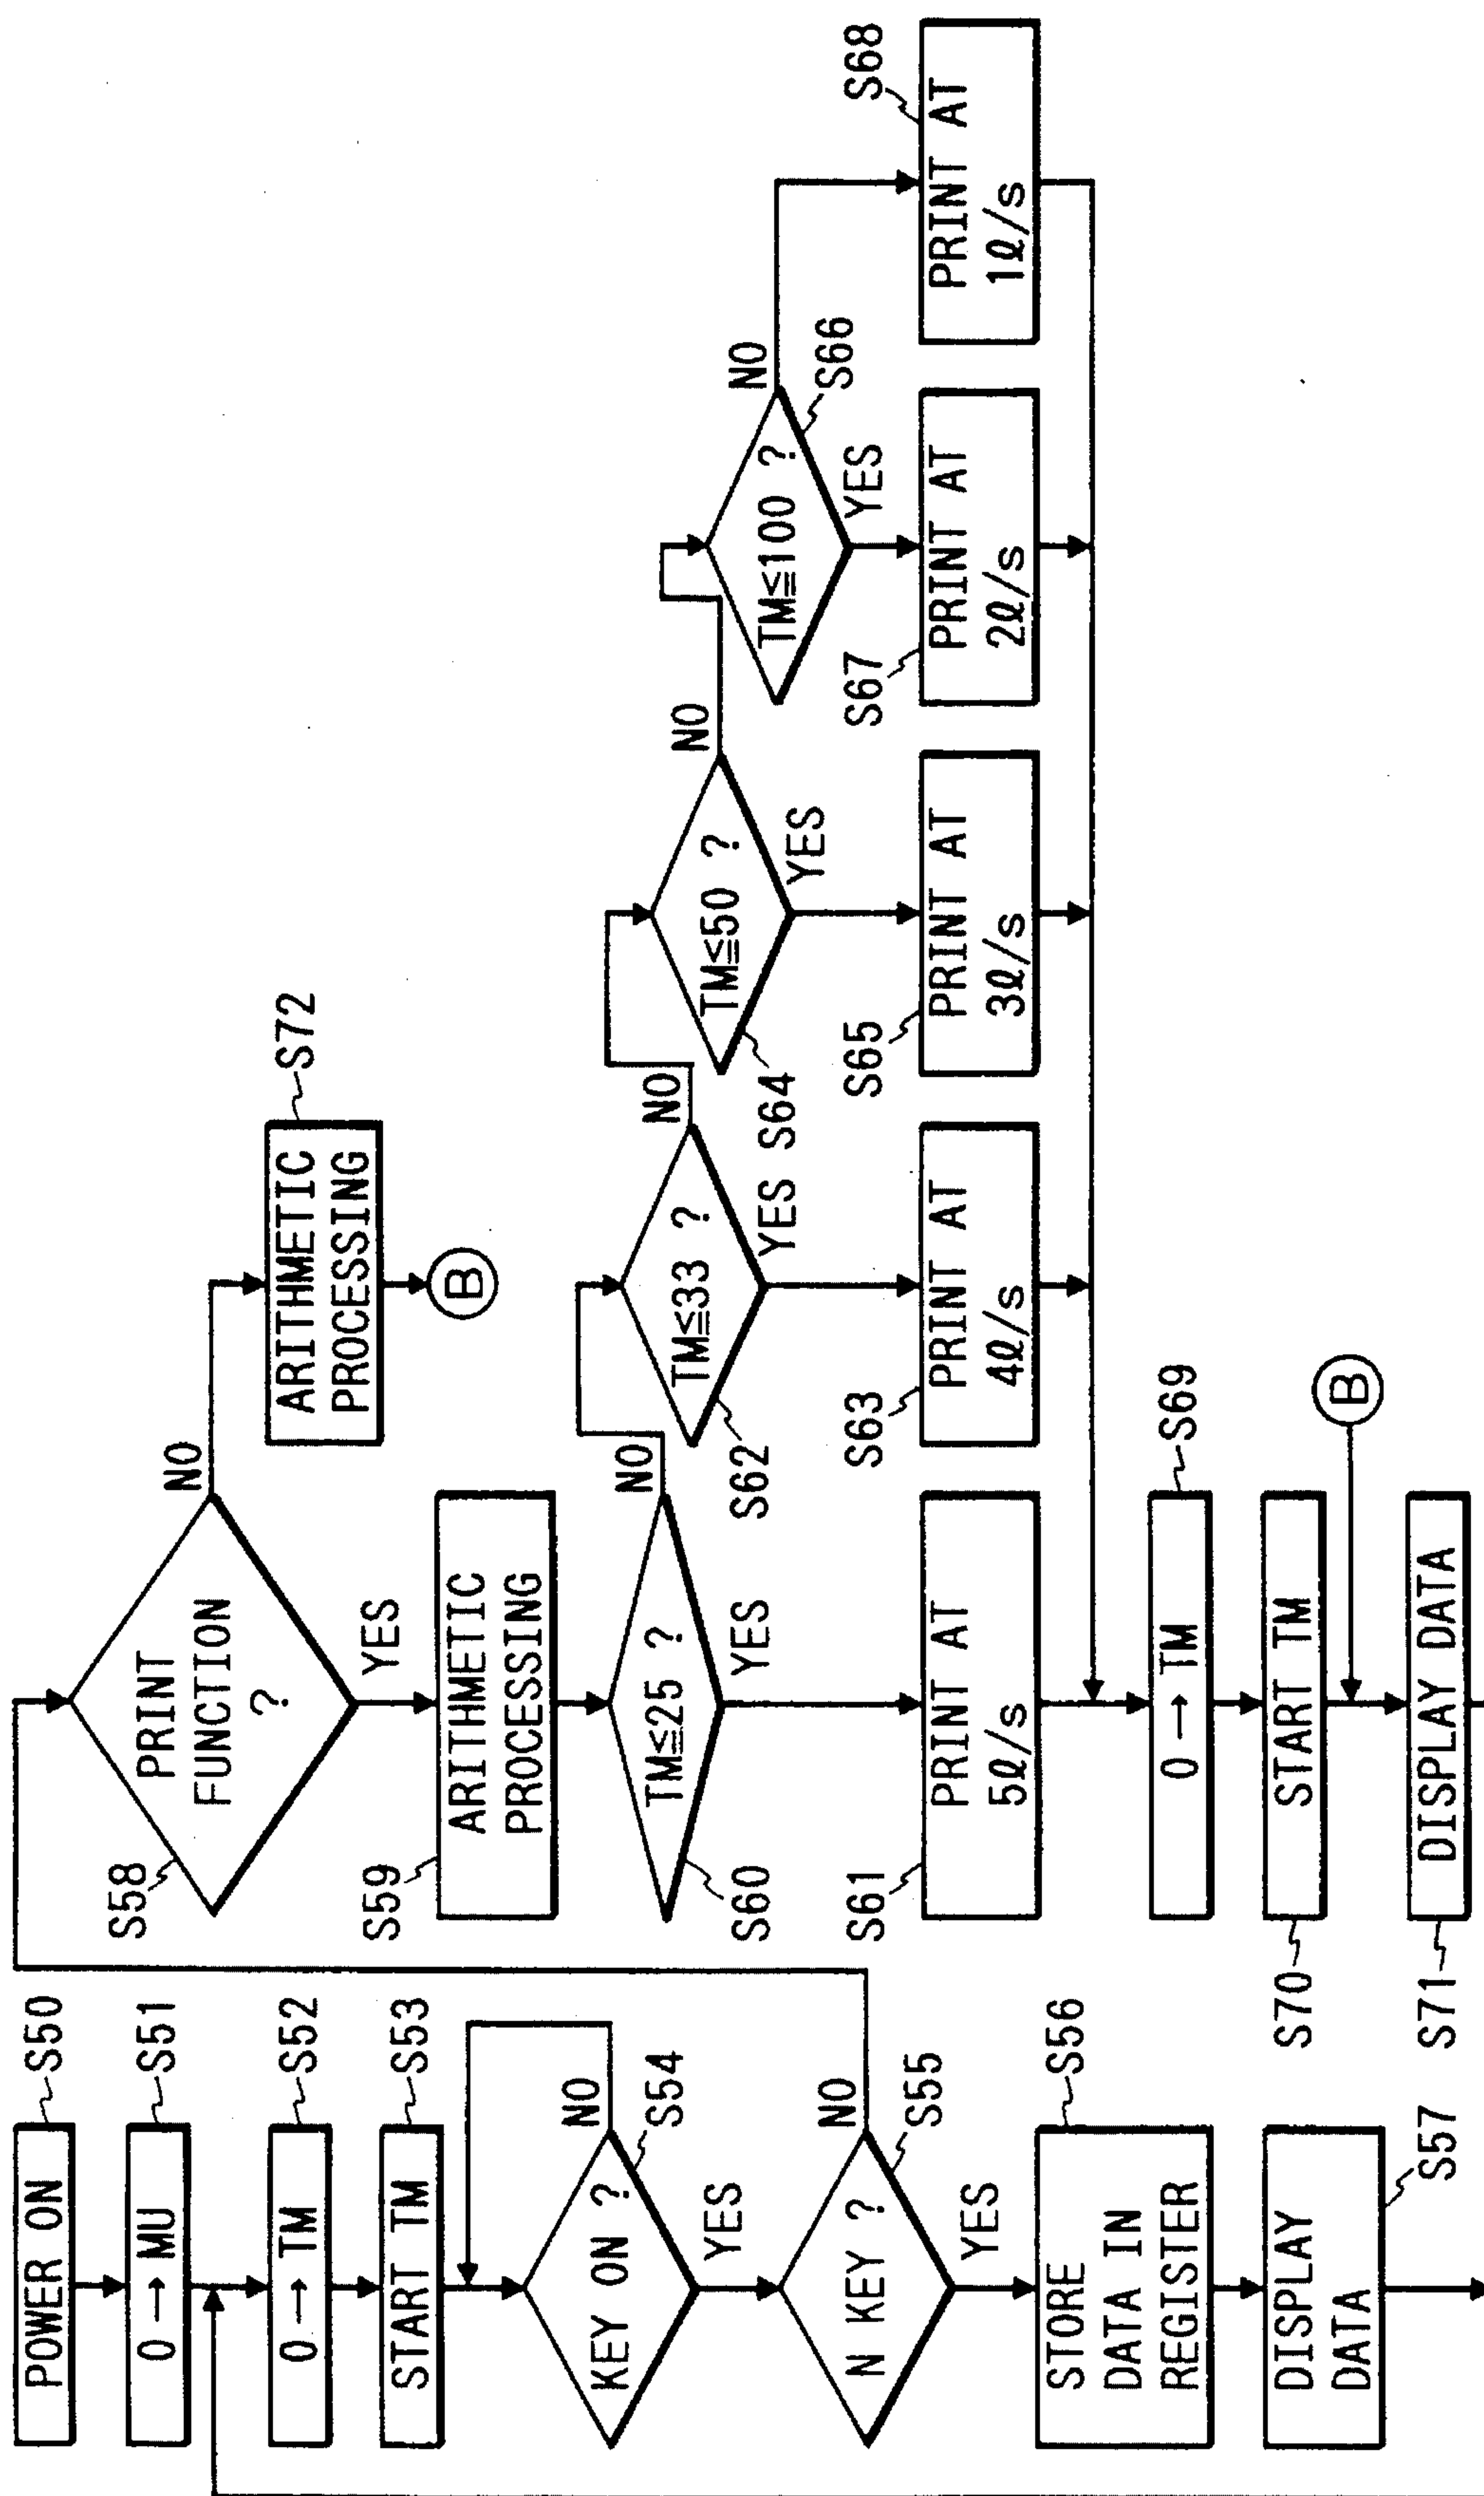 POWER ON
S50
0→MU
S51
0→TM
S52
START TM
S53
KEY ON ?
NO
S54
YES
N KEY ?
NO
S55
YES
STORE
DATA IN
REGISTER
S56
DISPLAY
DATA
S57
S58
PRINT
FUNCTION
?
NO
YES
ARITHMETIC
PROCESSING
S72
B
S59
ARITHMETIC
PROCESSING
TM≦25 ?
NO
S60
YES
TM≦33 ?
NO
S62
YES
TM≦50 ?
NO
S64
YES
TM≦100 ?
NO
S66
YES
S61
PRINT AT
5ℓ/s
S63
PRINT AT
4ℓ/s
S65
PRINT AT
3ℓ/s
S67
PRINT AT
2ℓ/s
S68
PRINT AT
1ℓ/s
0→TM
S69
START TM
S70
B
DISPLAY DATA
S71